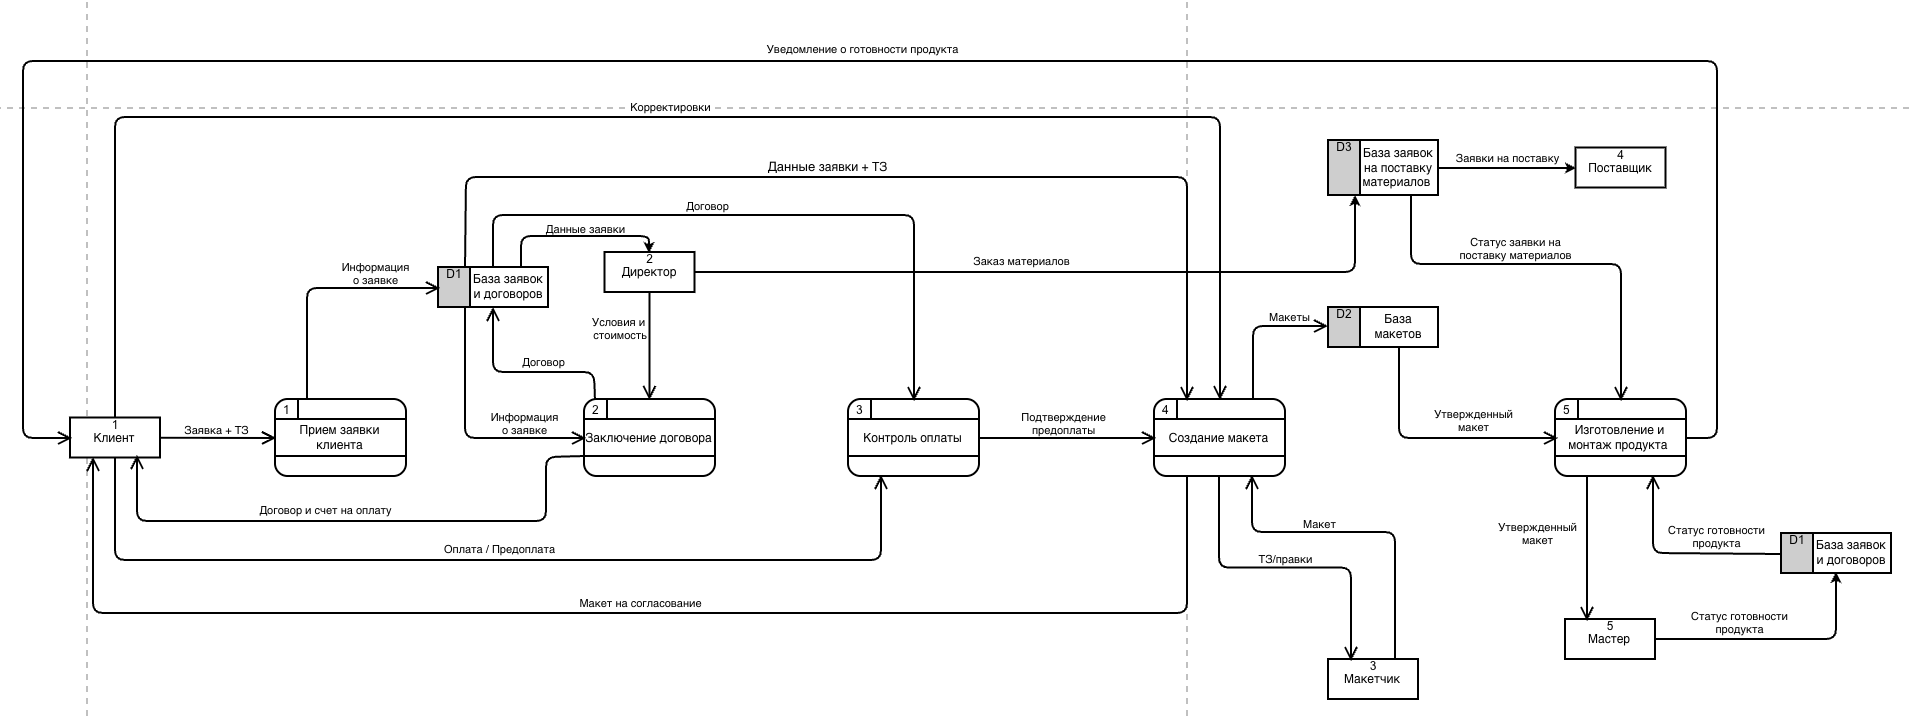 Уведомление о готовности продукта
Корректировки
Данные заявки + ТЗ
Договор
Данные заявки
D3
База заявок
на поставку
материалов
Заявки на поставку
4
Поставщик
Информация
о заявке
D1
База заявок
и договоров
2
Директор
Заказ материалов
Статус заявки на
поставку материалов
Условия и
стоимость
Договор
Макеты
D2
База
макетов
1
Клиент
Заявка + ТЗ
1
Прием заявки
клиента
Информация
о заявке
2
Заключение договора
3
Контроль оплаты
Подтверждение
предоплаты
4
Создание макета
Утвержденный
макет
5
Изготовление и
монтаж продукта
Договор и счет на оплату
Оплата / Предоплата
Макет на согласование
Макет
ТЗ/правки
3
Макетчик
Утвержденный
макет
Статус готовности
продукта
D1
База заявок
и договоров
5
Мастер
Статус готовности
продукта